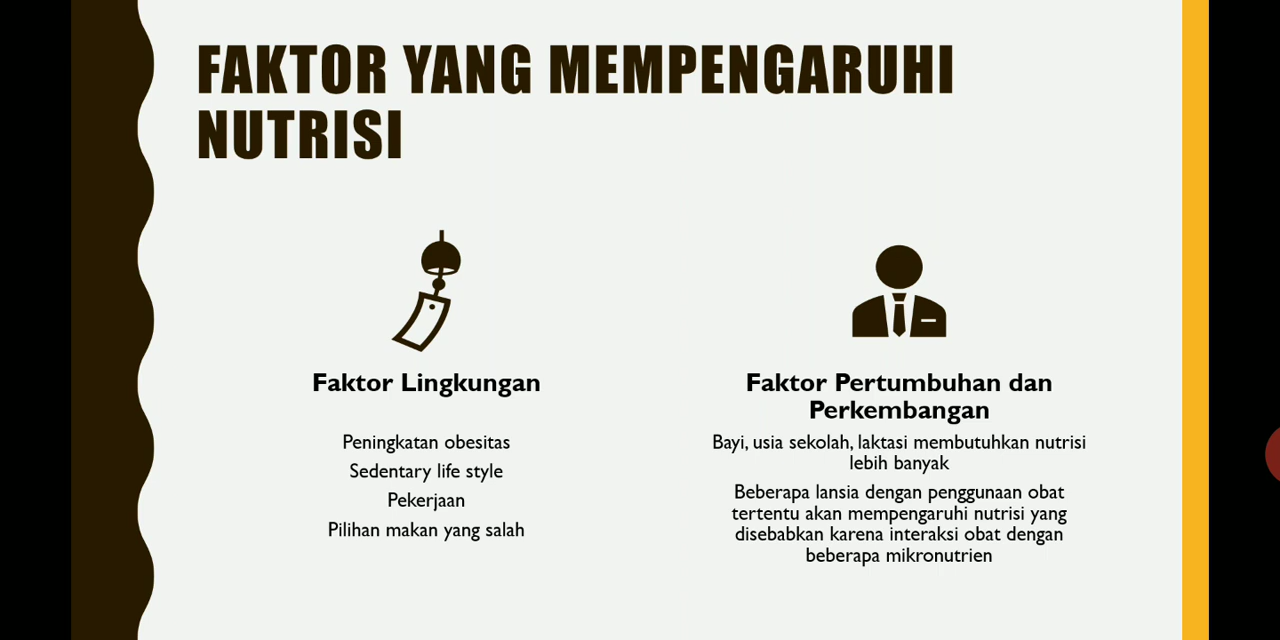 FAKTOR YANG MEMPENGARUHI
NUTRISI
Faktor Lingkungan
Peningkatan obesitas
Sedentary life style
Pekerjaan
Pilihan makan yang salah
Faktor Pertumbuhan dan
Perkembangan
Bayi, usia sekolah, laktasi membutuhkan nutrisi
lebih banyak
Beberapa lansia dengan penggunaan obat
tertentu akan mempengaruhi nutrisi yang
disebabkan karena interaksi obat dengan
beberapa mikronutrien